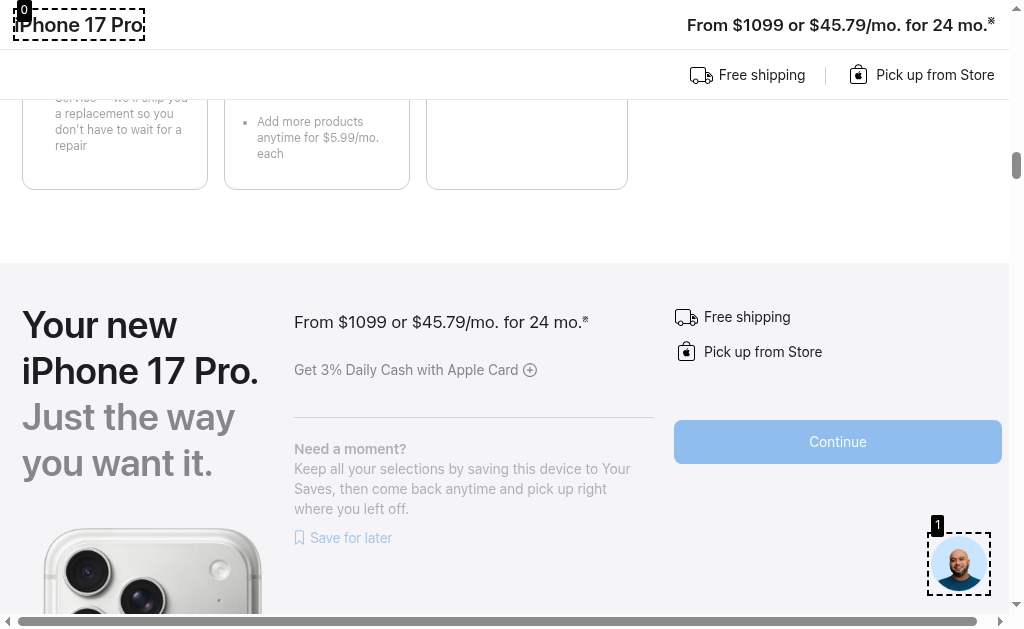 0
iPhone 17 Pro
From $1099 or $45.79/mo. for 24 mo.※
Free shipping
Pick up from Store
Service — we'll ship you
a replacement so you
don't have to wait for a
repair
• Add more products
anytime for $5.99/mo.
each
Your new
iPhone 17 Pro.
Just the way
you want it.
From $1099 or $45.79/mo. for 24 mo.※
Get 3% Daily Cash with Apple Card
Need a moment?
Keep all your selections by saving this device to Your
Saves, then come back anytime and pick up right
where you left off.
Save for later
Free shipping
Pick up from Store
Continue
1